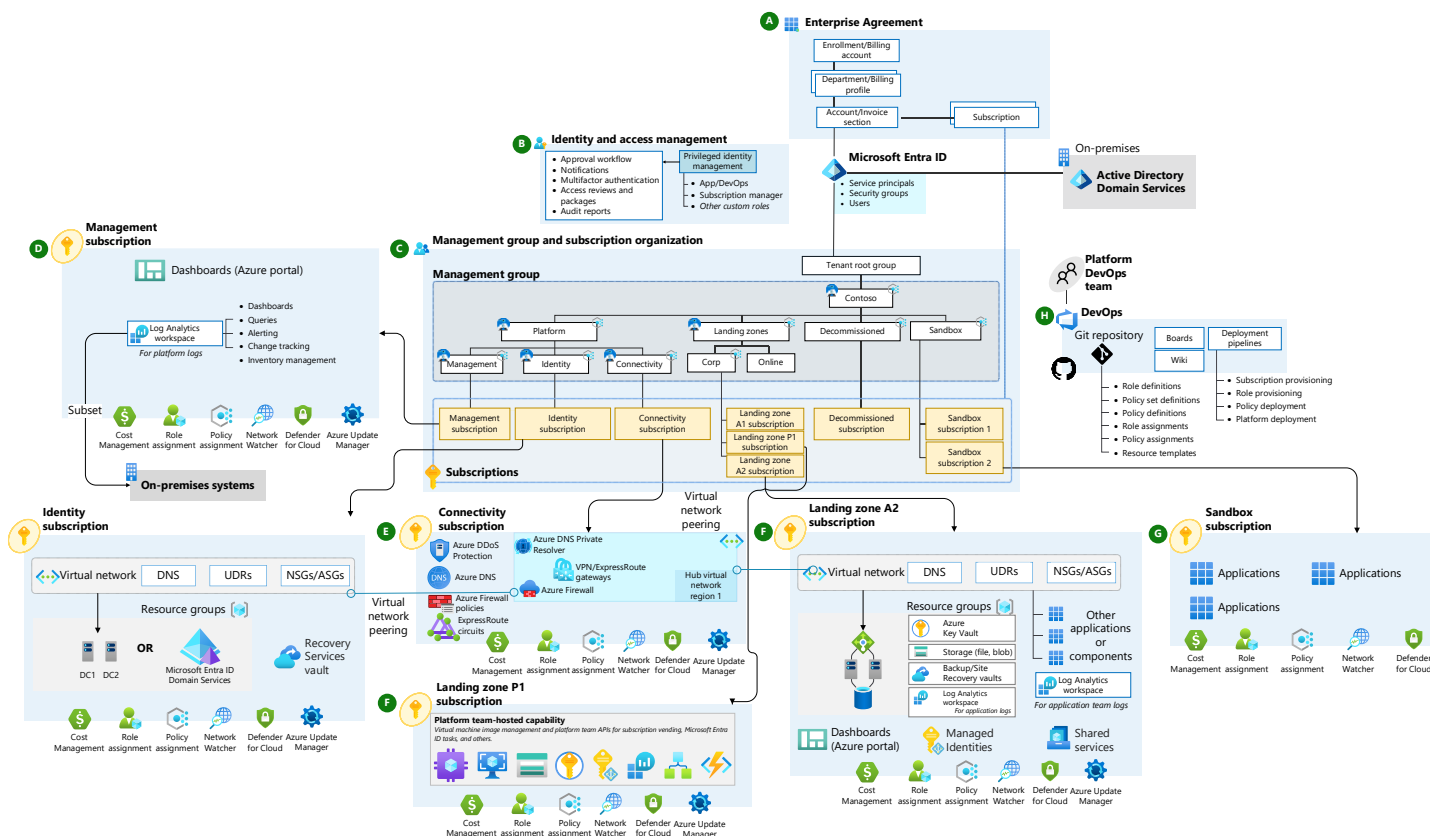 A
Enterprise Agreement
Enrollment/Billing
account
Department/Billing
profile
Account/Invoice
section
Subscription
B
Identity and access management
• Approval workflow
• Notifications
• Multifactor authentication
• Access reviews and
packages
• Audit reports
Privileged identity
management
• App/DevOps
• Subscription manager
• Other custom roles
Microsoft Entra ID
• Service principals
• Security groups
• Users
On-premises
Active Directory
Domain Services
D
Management
subscription
Dashboards (Azure portal)
Log Analytics
workspace
For platform logs
• Dashboards
• Queries
• Alerting
• Change tracking
• Inventory management
Subset
Cost
Management
Role
assignment
Policy
assignment
Network
Watcher
Defender
for Cloud
Azure Update
Manager
On-premises systems
C
Management group and subscription organization
Management group
Tenant root group
Contoso
Platform
Landing zones
Decommissioned
Sandbox
Management
Identity
Connectivity
Corp
Online
Management
subscription
Identity
subscription
Connectivity
subscription
Landing zone
A1 subscription
Landing zone P1
subscription
Landing zone
A2 subscription
Decommissioned
subscription
Sandbox
subscription 1
Sandbox
subscription 2
Subscriptions
Platform
DevOps
team
H
DevOps
Git repository
Boards
Wiki
Deployment
pipelines
• Role definitions
• Policy set definitions
• Policy definitions
• Role assignments
• Policy assignments
• Resource templates
• Subscription provisioning
• Role provisioning
• Policy deployment
• Platform deployment
Identity
subscription
Virtual network
DNS
UDRs
NSGs/ASGs
Resource groups
DC1
DC2
OR
Microsoft Entra ID
Domain Services
Recovery
Services
vault
Cost
Management
Role
assignment
Policy
assignment
Network
Watcher
Defender
for Cloud
Azure Update
Manager
Virtual
network
peering
E
Connectivity
subscription
Azure DDoS
Protection
DNS
Azure DNS
Azure Firewall
policies
ExpressRoute
circuits
Azure DNS Private
Resolver
VPN/ExpressRoute
gateways
Azure Firewall
Hub virtual
network
region 1
Cost
Management
Role
assignment
Policy
assignment
Network
Watcher
Defender
for Cloud
Azure Update
Manager
Virtual
network
peering
F
Landing zone P1
subscription
Platform team-hosted capability
Virtual machine image management and platform team APIs for subscription vending, Microsoft Entra
ID tasks, and others.
Cost
Management
Role
assignment
Policy
assignment
Network
Watcher
Defender
for Cloud
Azure Update
Manager
F
Landing zone A2
subscription
Virtual network
DNS
UDRs
NSGs/ASGs
Resource groups
Azure
Key Vault
Storage (file, blob)
Backup/Site
Recovery vaults
Log Analytics
workspace
For application logs
Other
applications
or
components
Log Analytics
workspace
For application team logs
Dashboards
(Azure portal)
Managed
Identities
Shared
services
Cost
Management
Role
assignment
Policy
assignment
Network
Watcher
Defender
for Cloud
Azure Update
Manager
G
Sandbox
subscription
Applications
Applications
Applications
Cost
Management
Role
assignment
Policy
assignment
Network
Watcher
Defender
for Cloud